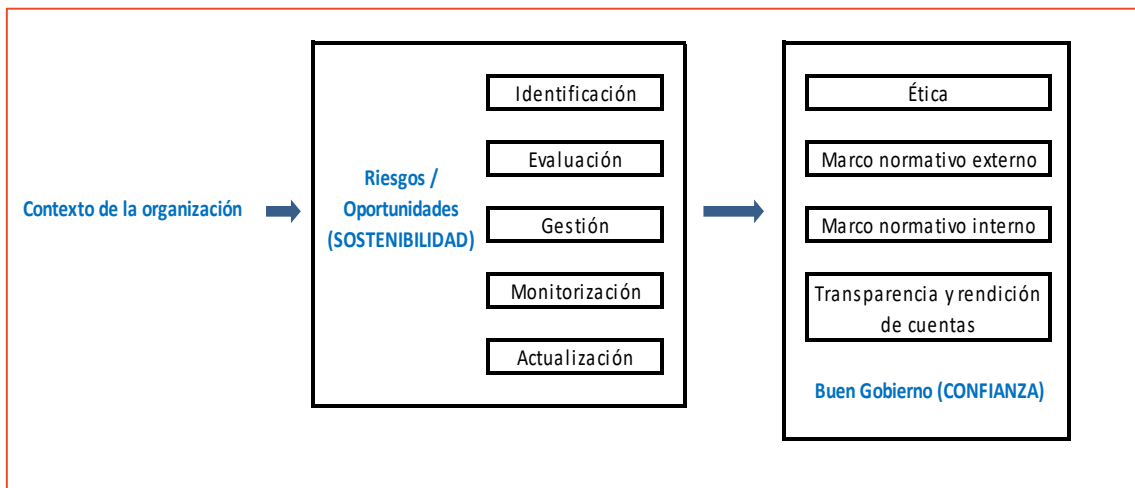 Contexto de la organización
Riesgos /
Oportunidades
(SOSTENIBILIDAD)
Identificación
Evaluación
Gestión
Monitorización
Actualización
Ética
Marco normativo externo
Marco normativo interno
Transparencia y rendición
de cuentas
Buen Gobierno (CONFIANZA)